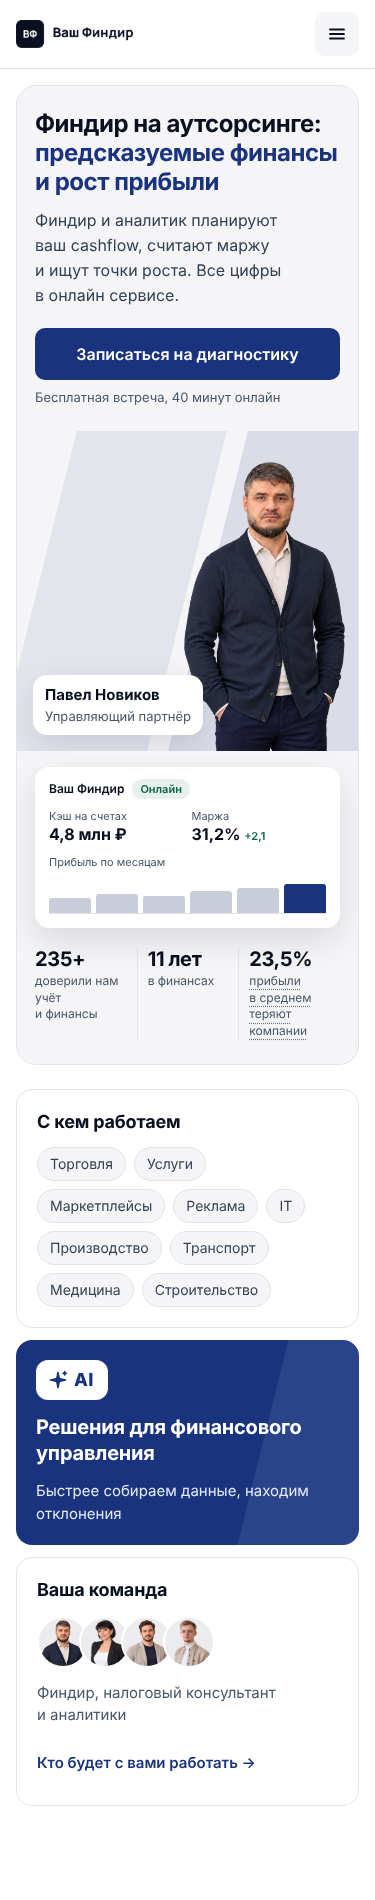 ВФ
Ваш Финдир
Финдир на аутсорсинге:
предсказуемые финансы
и рост прибыли
Финдир и аналитик планируют
ваш cashflow, считают маржу
и ищут точки роста. Все цифры
в онлайн сервисе.
Записаться на диагностику
Бесплатная встреча, 40 минут онлайн
Павел Новиков
Управляющий партнёр
Ваш Финдир Онлайн
Кэш на счетах
4,8 млн ₽
Маржа
31,2% +2,1
Прибыль по месяцам
235+
доверили нам
учёт
и финансы
11 лет
в финансах
23,5%
прибыли
в среднем
теряют
компании
С кем работаем
Торговля Услуги
Маркетплейсы Реклама IT
Производство Транспорт
Медицина Строительство
AI
Решения для финансового
управления
Быстрее собираем данные, находим
отклонения
Ваша команда
Финдир, налоговый консультант
и аналитики
Кто будет с вами работать →